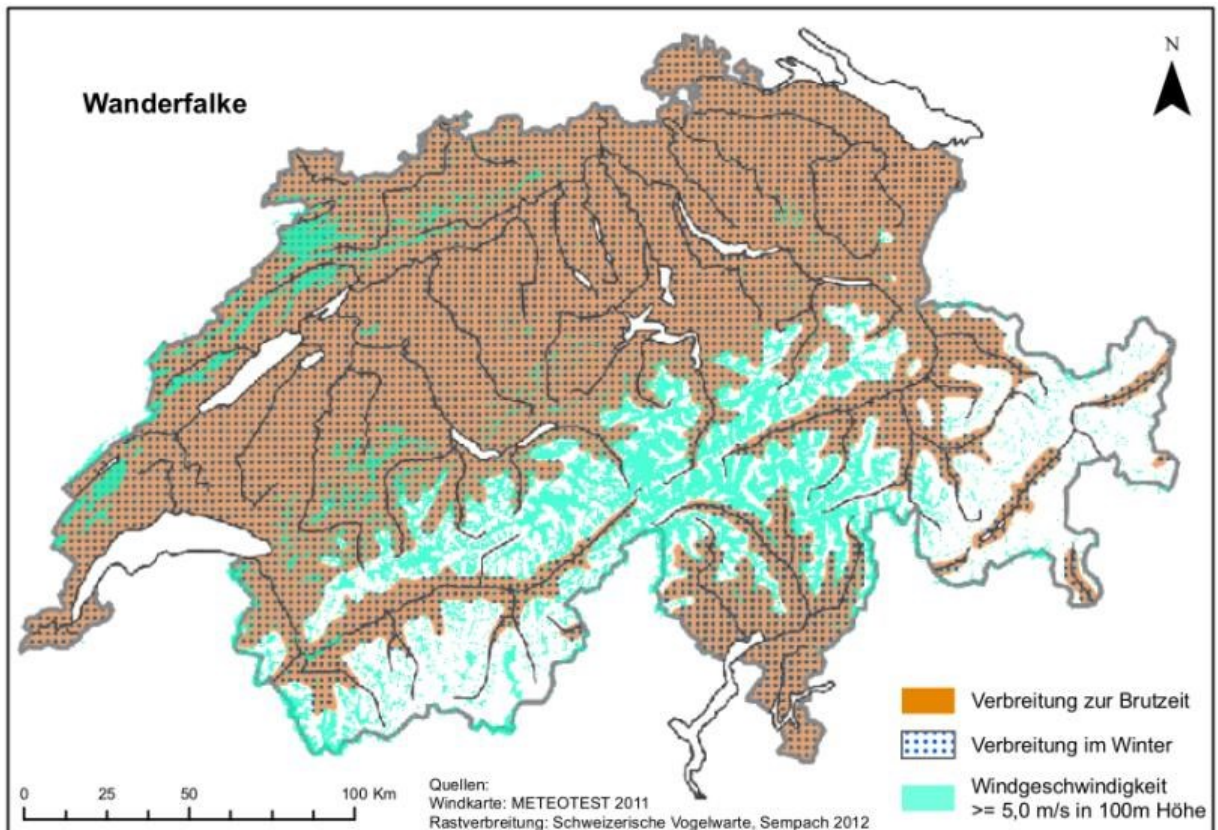 Wanderfalke
N
Verbreitung zur Brutzeit
Verbreitung im Winter
Windgeschwindigkeit
>= 5,0 m/s in 100m Höhe
0 25 50 100 Km
Quellen:
Windkarte: METEOTEST 2011
Rastverbreitung: Schweizerische Vogelwarte, Sempach 2012